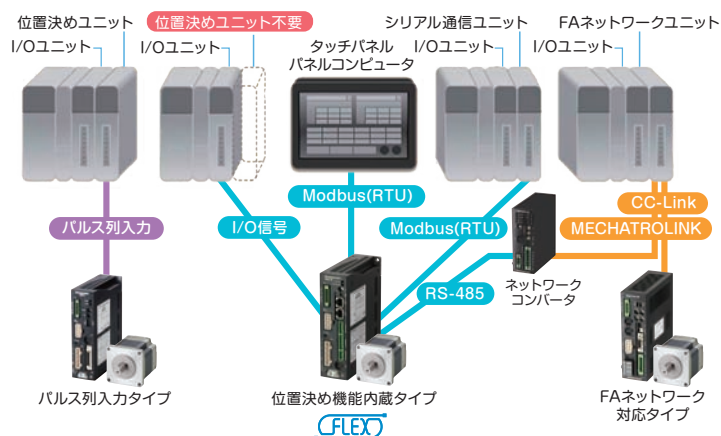 位置決めユニット
I/Oユニット
位置決めユニット不要
I/Oユニット
タッチパネル
パネルコンピュータ
シリアル通信ユニット
I/Oユニット
FAネットワークユニット
I/Oユニット
パルス列入力
I/O信号
Modbus(RTU)
Modbus(RTU)
CC-Link
MECHATROLINK
RS-485
ネットワーク
コンバータ
パルス列入力タイプ
位置決め機能内蔵タイプ
FLEX
FAネットワーク
対応タイプ